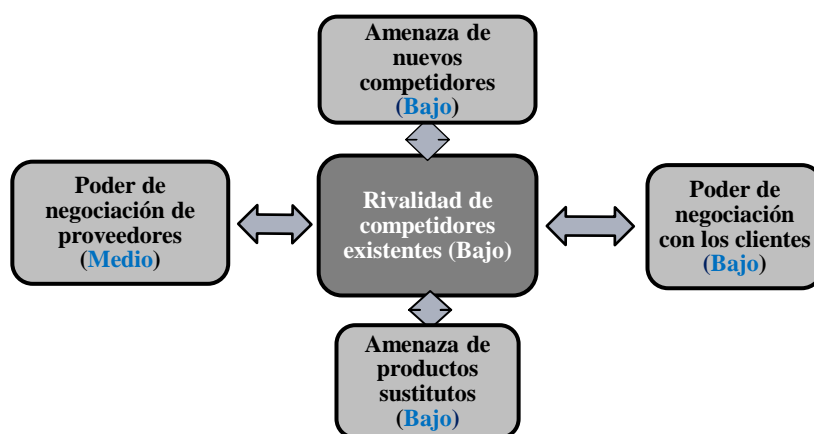 Amenaza de
nuevos
competidores
(Bajo)
Poder de
negociación de
proveedores
(Medio)
Rivalidad de
competidores
existentes (Bajo)
Poder de
negociación
con los clientes
(Bajo)
Amenaza de
productos
sustitutos
(Bajo)